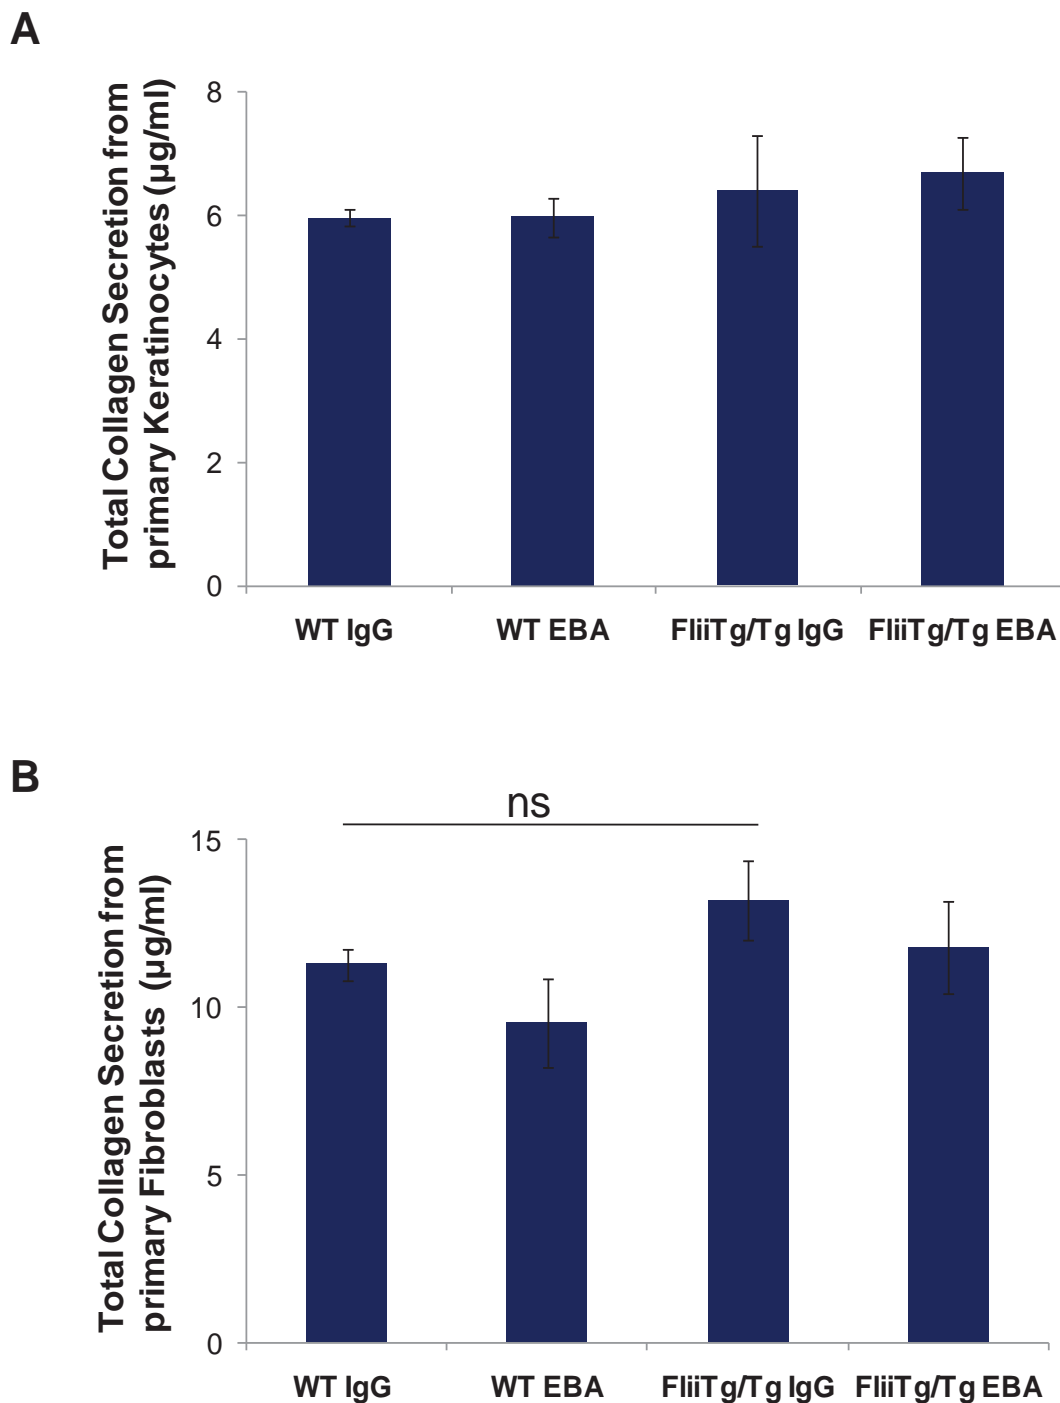 A
Total Collagen Secretion from
primary Keratinocytes (µg/ml)
8
6
4
2
0
WT IgG
WT EBA
FliiTg/Tg IgG
FliiTg/Tg EBA
B
ns
Total Collagen Secretion from
primary Fibroblasts (µg/ml)
15
10
5
0
WT IgG
WT EBA
FliiTg/Tg IgG
FliiTg/Tg EBA